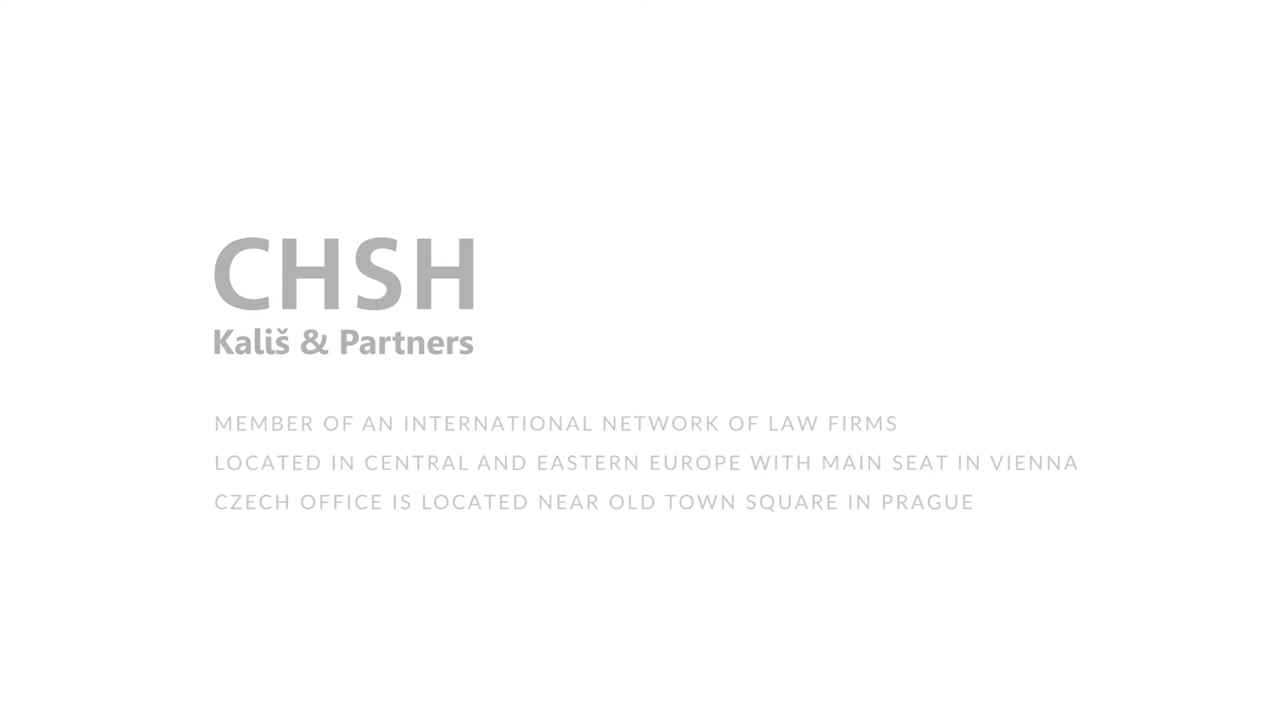 CHSH
Kališ & Partners
MEMBER OF AN INTERNATIONAL NETWORK OF LAW FIRMS
LOCATED IN CENTRAL AND EASTERN EUROPE WITH MAIN SEAT IN VIENNA
CZECH OFFICE IS LOCATED NEAR OLD TOWN SQUARE IN PRAGUE